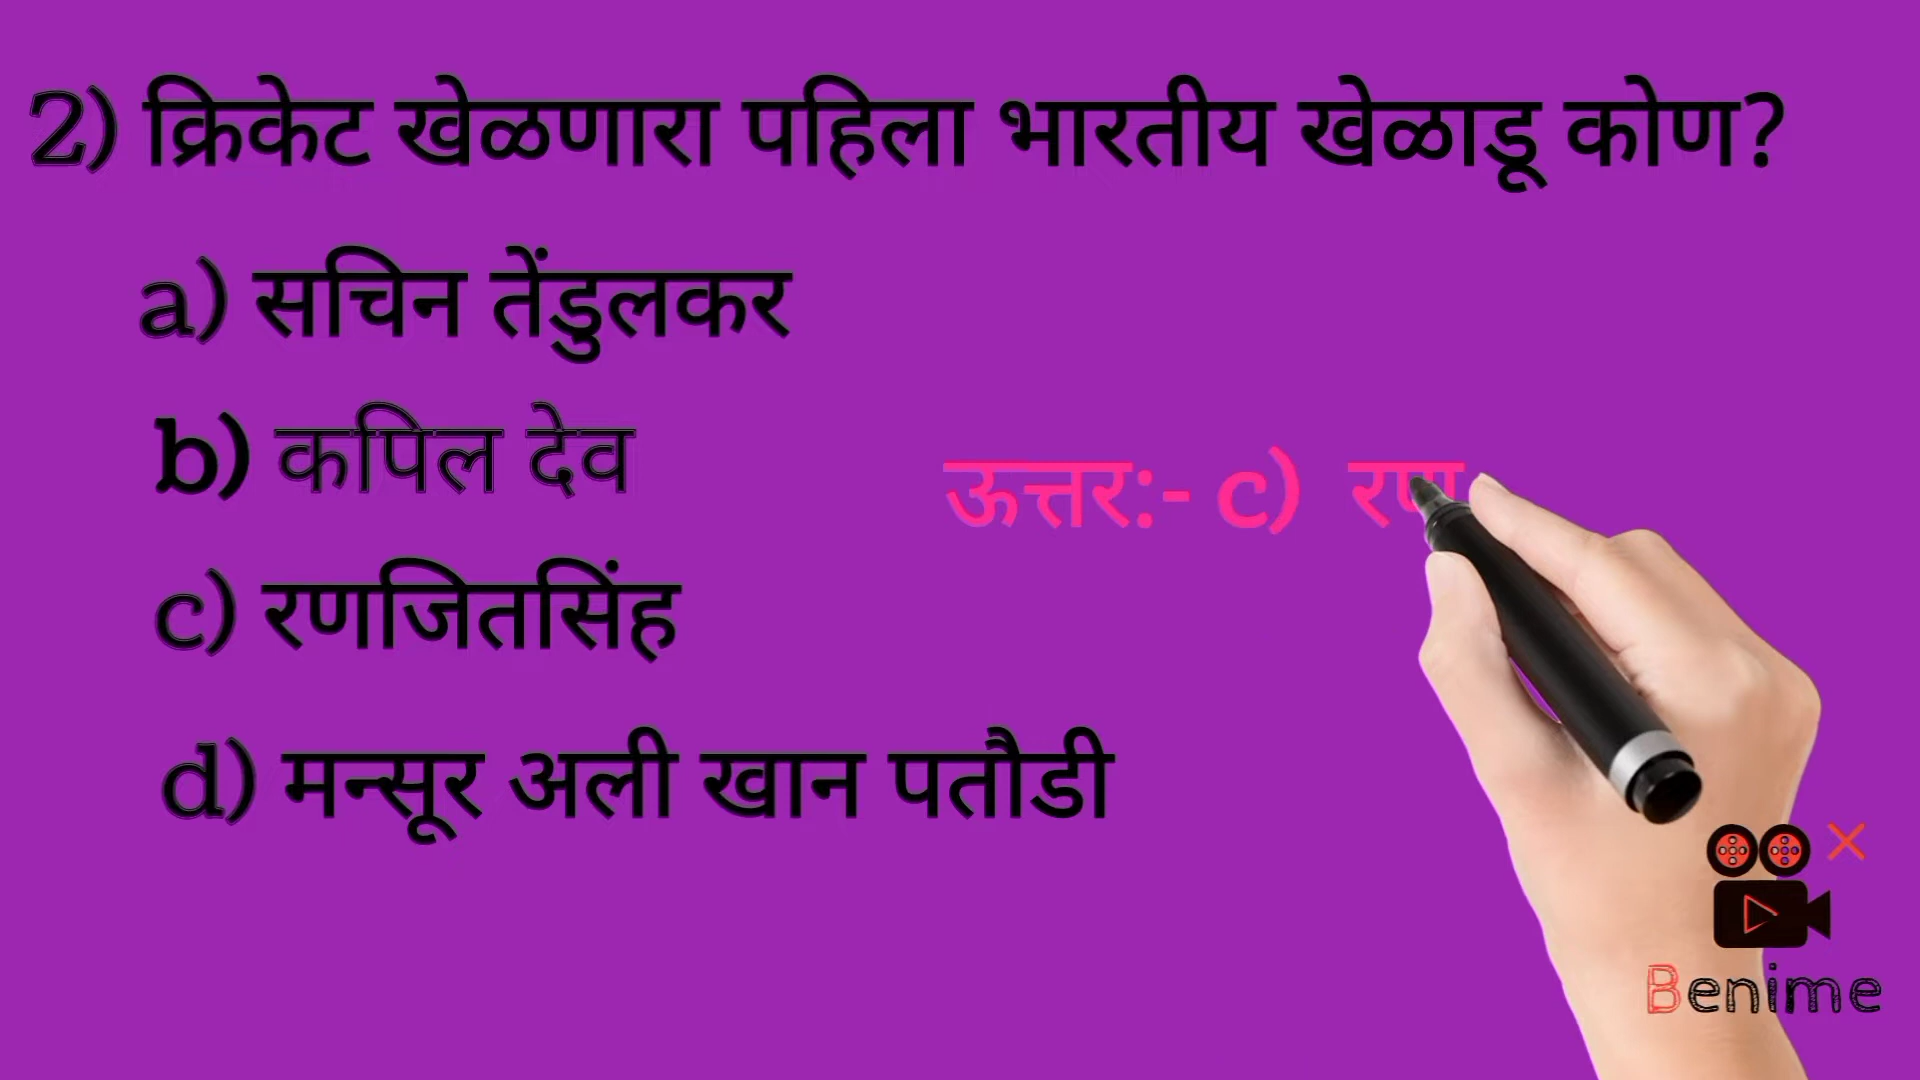 2) क्रिकेट खेळणारा पहिला भारतीय खेळाडू कोण?
a) सचिन तेंडुलकर
b) कपिल देव
ऊत्तर:- c) रण
c) रणजितसिंह
d) मन्सूर अली खान पतौडी
Benime